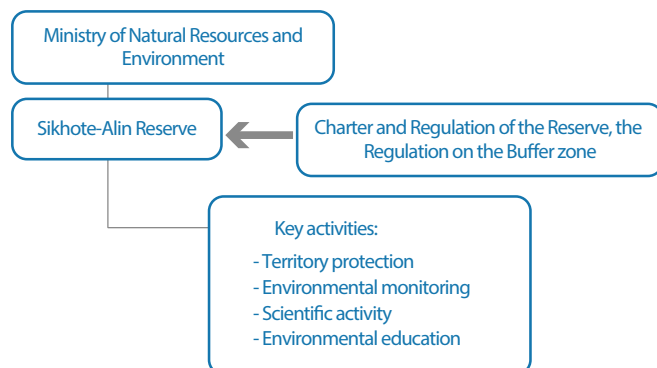 Ministry of Natural Resources and
Environment
Sikhote-Alin Reserve
Charter and Regulation of the Reserve, the
Regulation on the Buffer zone
Key activities:
- Territory protection
- Environmental monitoring
- Scientific activity
- Environmental education